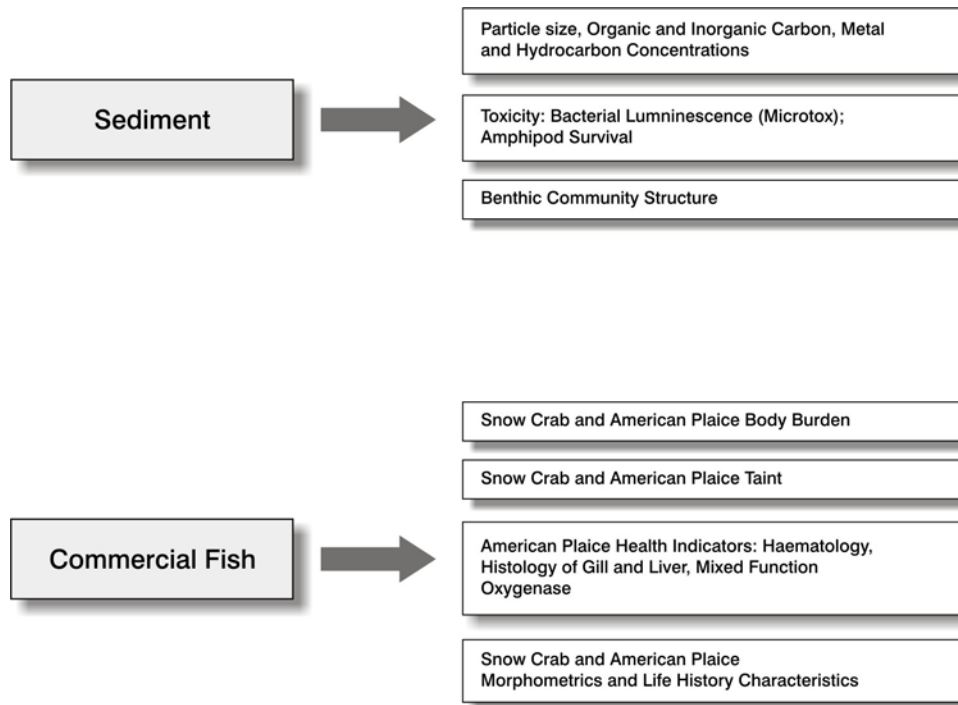 Particle size, Organic and Inorganic Carbon, Metal
and Hydrocarbon Concentrations
Sediment
Toxicity: Bacterial Lumninescence (Microtox);
Amphipod Survival
Benthic Community Structure
Snow Crab and American Plaice Body Burden
Snow Crab and American Plaice Taint
Commercial Fish
American Plaice Health Indicators: Haematology,
Histology of Gill and Liver, Mixed Function
Oxygenase
Snow Crab and American Plaice
Morphometrics and Life History Characteristics